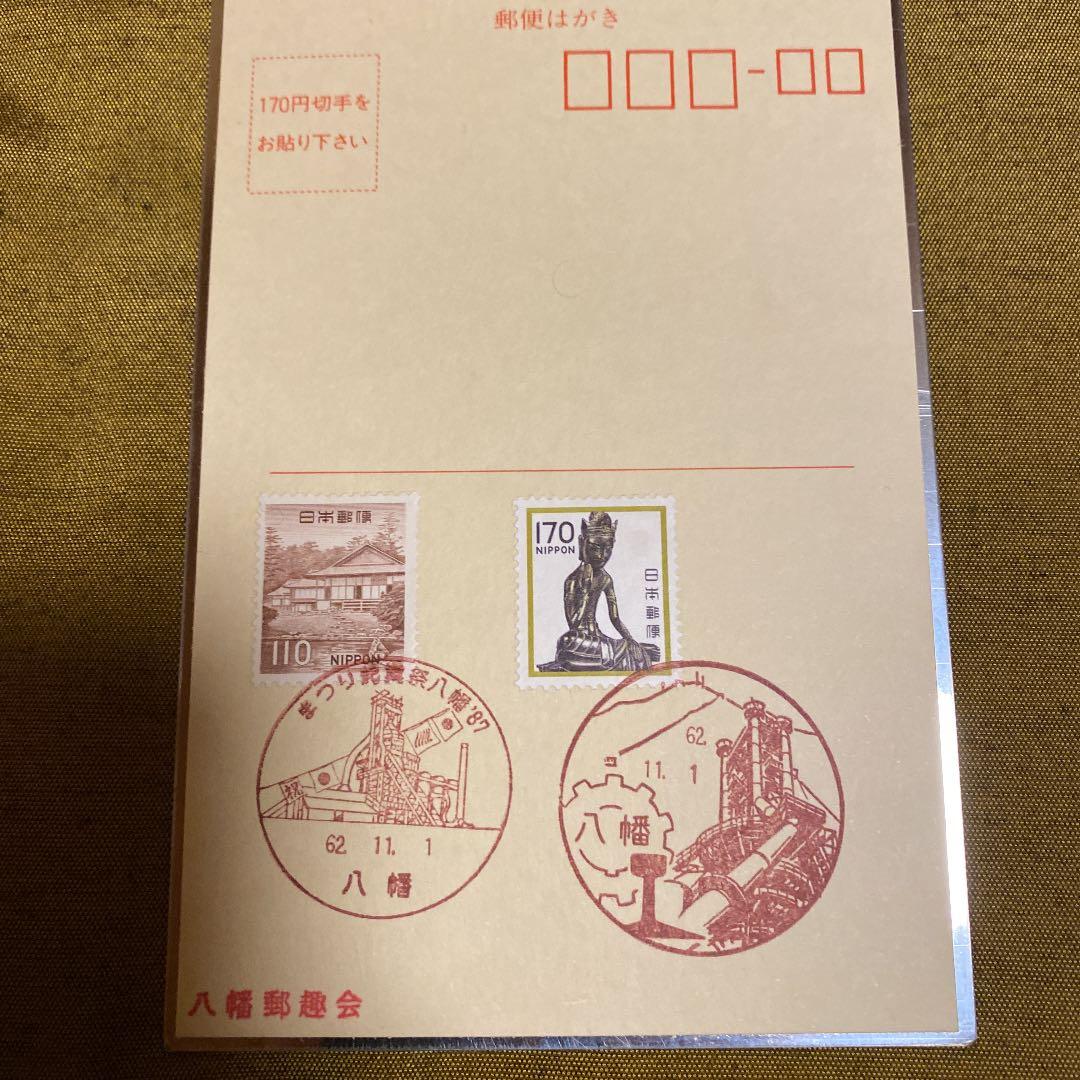 郵便はがき
170円切手を
お貼り下さい
日本郵便
110
NIPPON
170
NIPPON
日本郵便
まつり起業祭八幡'87
祝
62. 11. 1
八幡
62.
11. 1
八幡
八幡郵趣会